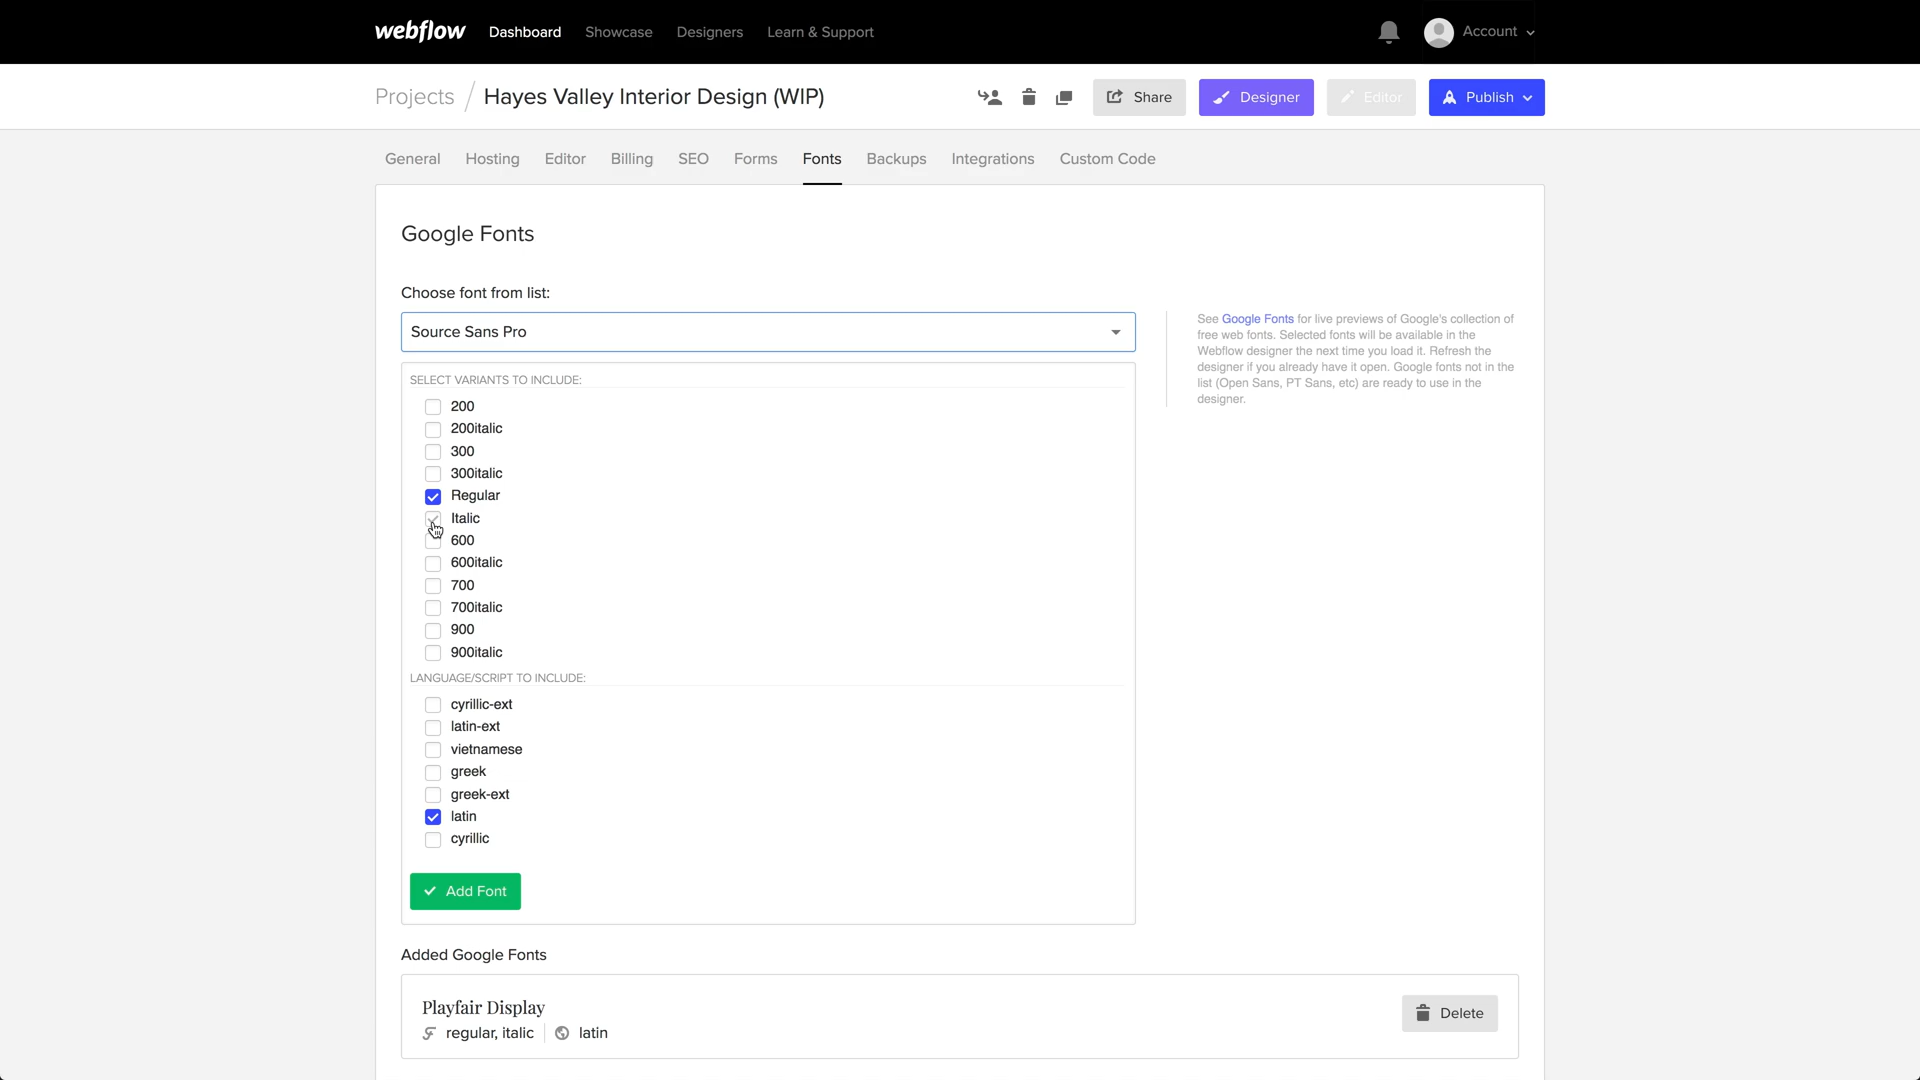 webflow Dashboard Showcase Designers Learn & Support Account
Projects / Hayes Valley Interior Design (WIP) Share Designer Editor Publish
General Hosting Editor Billing SEO Forms Fonts Backups Integrations Custom Code
Google Fonts
Choose font from list:
Source Sans Pro
See Google Fonts for live previews of Google's collection of
free web fonts. Selected fonts will be available in the
Webflow designer the next time you load it. Refresh the
designer if you already have it open. Google fonts not in the
list (Open Sans, PT Sans, etc) are ready to use in the
designer.
SELECT VARIANTS TO INCLUDE:
200
200italic
300
300italic
Regular
Italic
600
600italic
700
700italic
900
900italic
LANGUAGE/SCRIPT TO INCLUDE:
cyrillic-ext
latin-ext
vietnamese
greek
greek-ext
latin
cyrillic
Add Font
Added Google Fonts
Playfair Display
regular, italic latin
Delete